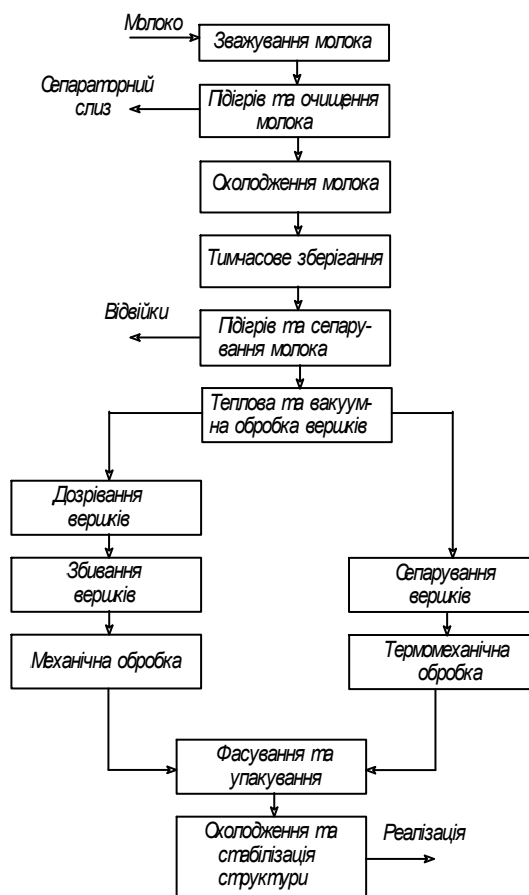 Молоко
Зважування молока
Сепараторний
слиз
Підігрів та очищення
молока
Охолодження молока
Тимчасове зберігання
Відвійки
Підігрів та сепару-
вання молока
Теплова та вакуум-
на обробка вершків
Дозрівання
вершків
Збивання
вершків
Механічна обробка
Сепарування
вершків
Термомеханічна
обробка
Фасування та
упакування
Охолодження та
стабілізація
структури
Реалізація